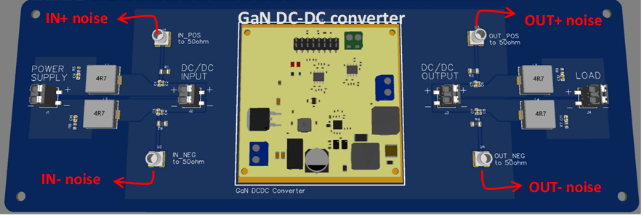 IN+ noise
GaN DC-DC converter
OUT+ noise
IN_POS
to 50ohm
OUT_POS
to 50ohm
POWER
SUPPLY
4R7
DC/DC
INPUT
DC/DC
OUTPUT
4R7
LOAD
4R7
4R7
IN_NEG
to 50ohm
OUT_NEG
to 50ohm
IN- noise
OUT- noise
GaN DCDC Converter